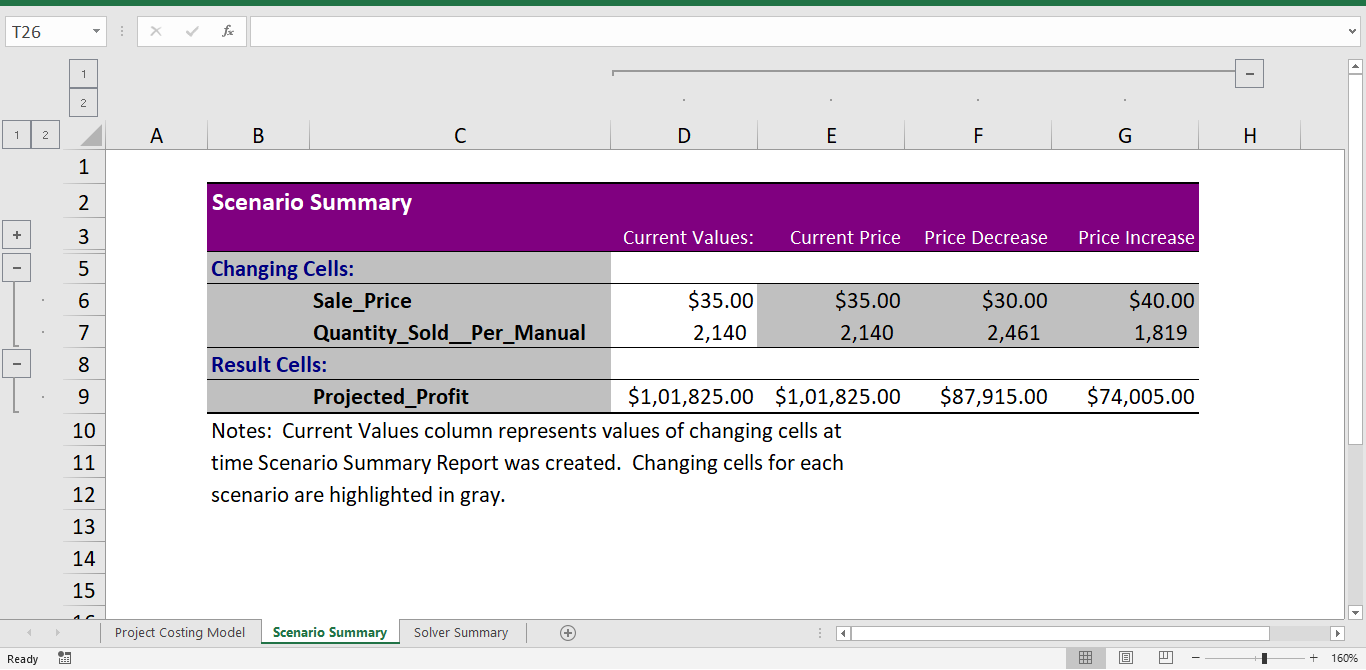 T26
fx
1
2
1 2
A B C D E F G H
1
2 Scenario Summary
3 Current Values: Current Price Price Decrease Price Increase
5 Changing Cells:
6 Sale_Price $35.00 $35.00 $30.00 $40.00
7 Quantity_Sold__Per_Manual 2,140 2,140 2,461 1,819
8 Result Cells:
9 Projected_Profit $1,01,825.00 $1,01,825.00 $87,915.00 $74,005.00
10 Notes: Current Values column represents values of changing cells at
11 time Scenario Summary Report was created. Changing cells for each
12 scenario are highlighted in gray.
13
14
15
Project Costing Model Scenario Summary Solver Summary
Ready 160%